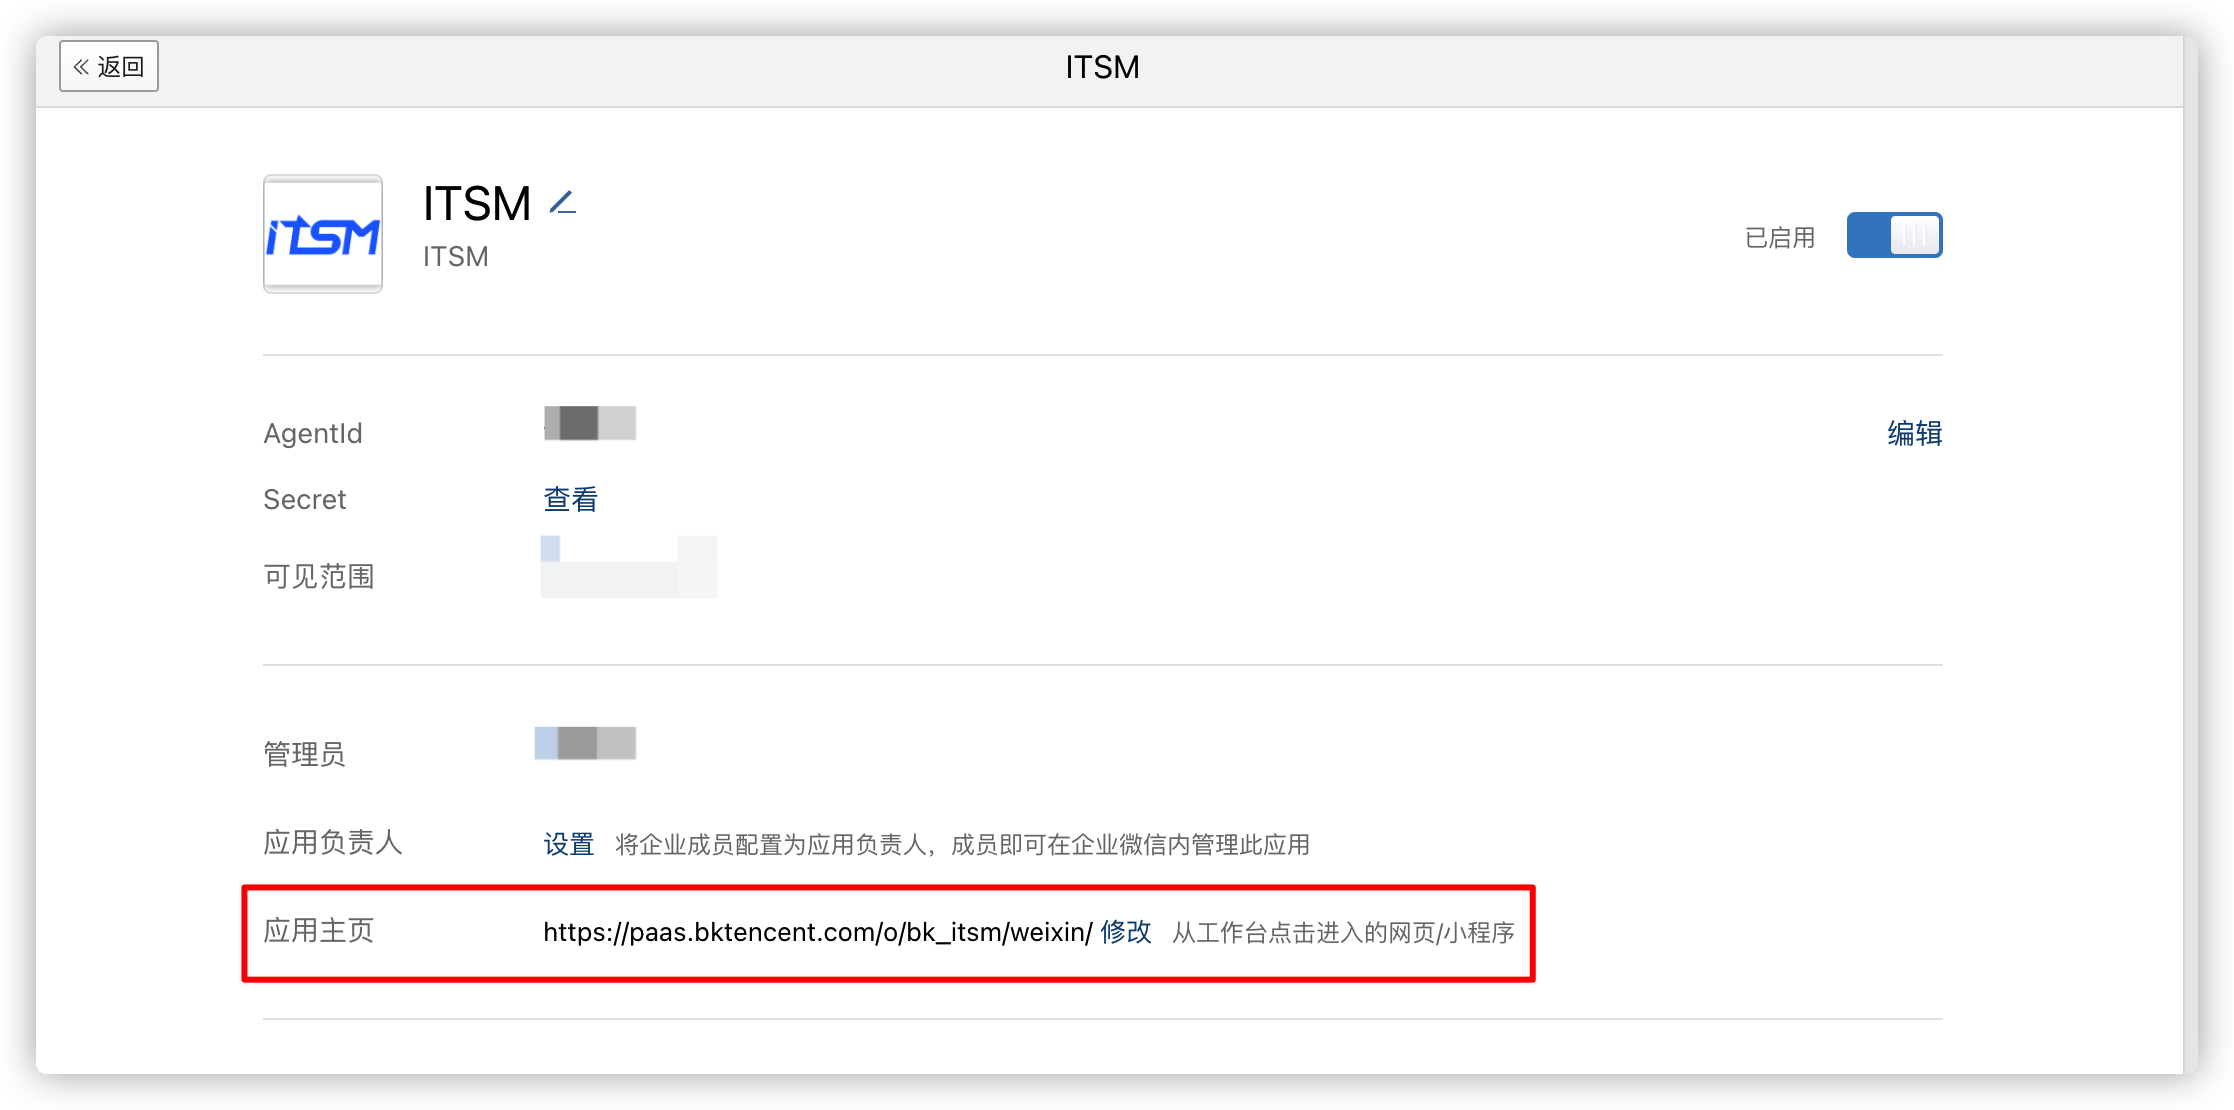 返回
ITSM
ITSM
ITSM
ITSM
已启用
AgentId
编辑
Secret 查看
可见范围
管理员
应用负责人 设置 将企业成员配置为应用负责人，成员即可在企业微信内管理此应用
应用主页 https://paas.bktencent.com/o/bk_itsm/weixin/ 修改 从工作台点击进入的网页/小程序